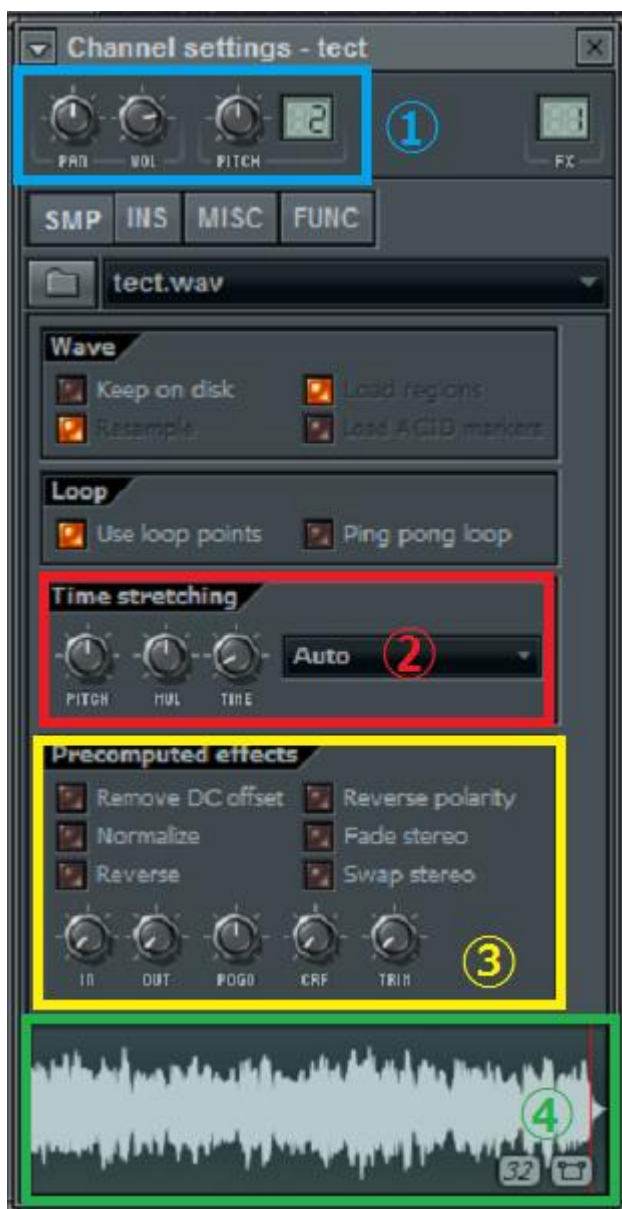 Channel settings - tect
①
2
1
PAN VOL PITCH FX
SMP INS MISC FUNC
tect.wav
Wave
Keep on disk Load regions
Resample Load ACID markers
Loop
Use loop points Ping pong loop
Time stretching
Auto ②
PITCH MUL TIME
Precomputed effects
Remove DC offset Reverse polarity
Normalize Fade stereo
Reverse Swap stereo
IN OUT POGO CRF TRIM
③
④
32